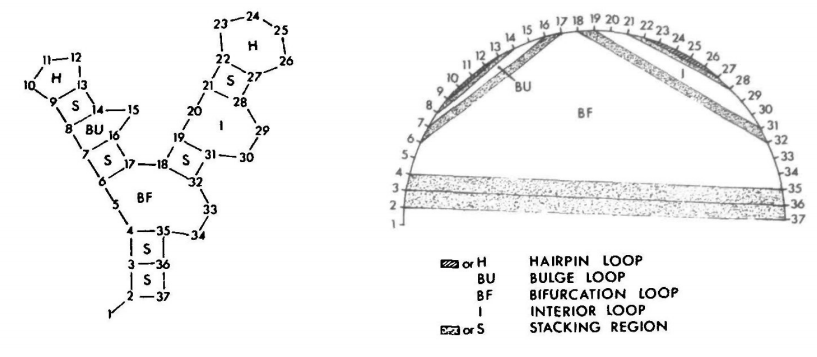 24
23 25
H
11 12 22 26
H S 27
10 13 21
9 S 28
14 15 20
8 BU I 29
16 19
7 S 17 18 S 31 30
6 32
BF
5 33
4 35 34
S
3 36
S
2 37
1
16 17 18 19 20 21
14 15 22 23
12 13 24 25
11 26
10 I 27
9 BU 28
8 29
BF 30
7 31
6 32
5 33
4 34
3 35
2 36
1 37
or H HAIRPIN LOOP
BU BULGE LOOP
BF BIFURCATION LOOP
I INTERIOR LOOP
or S STACKING REGION